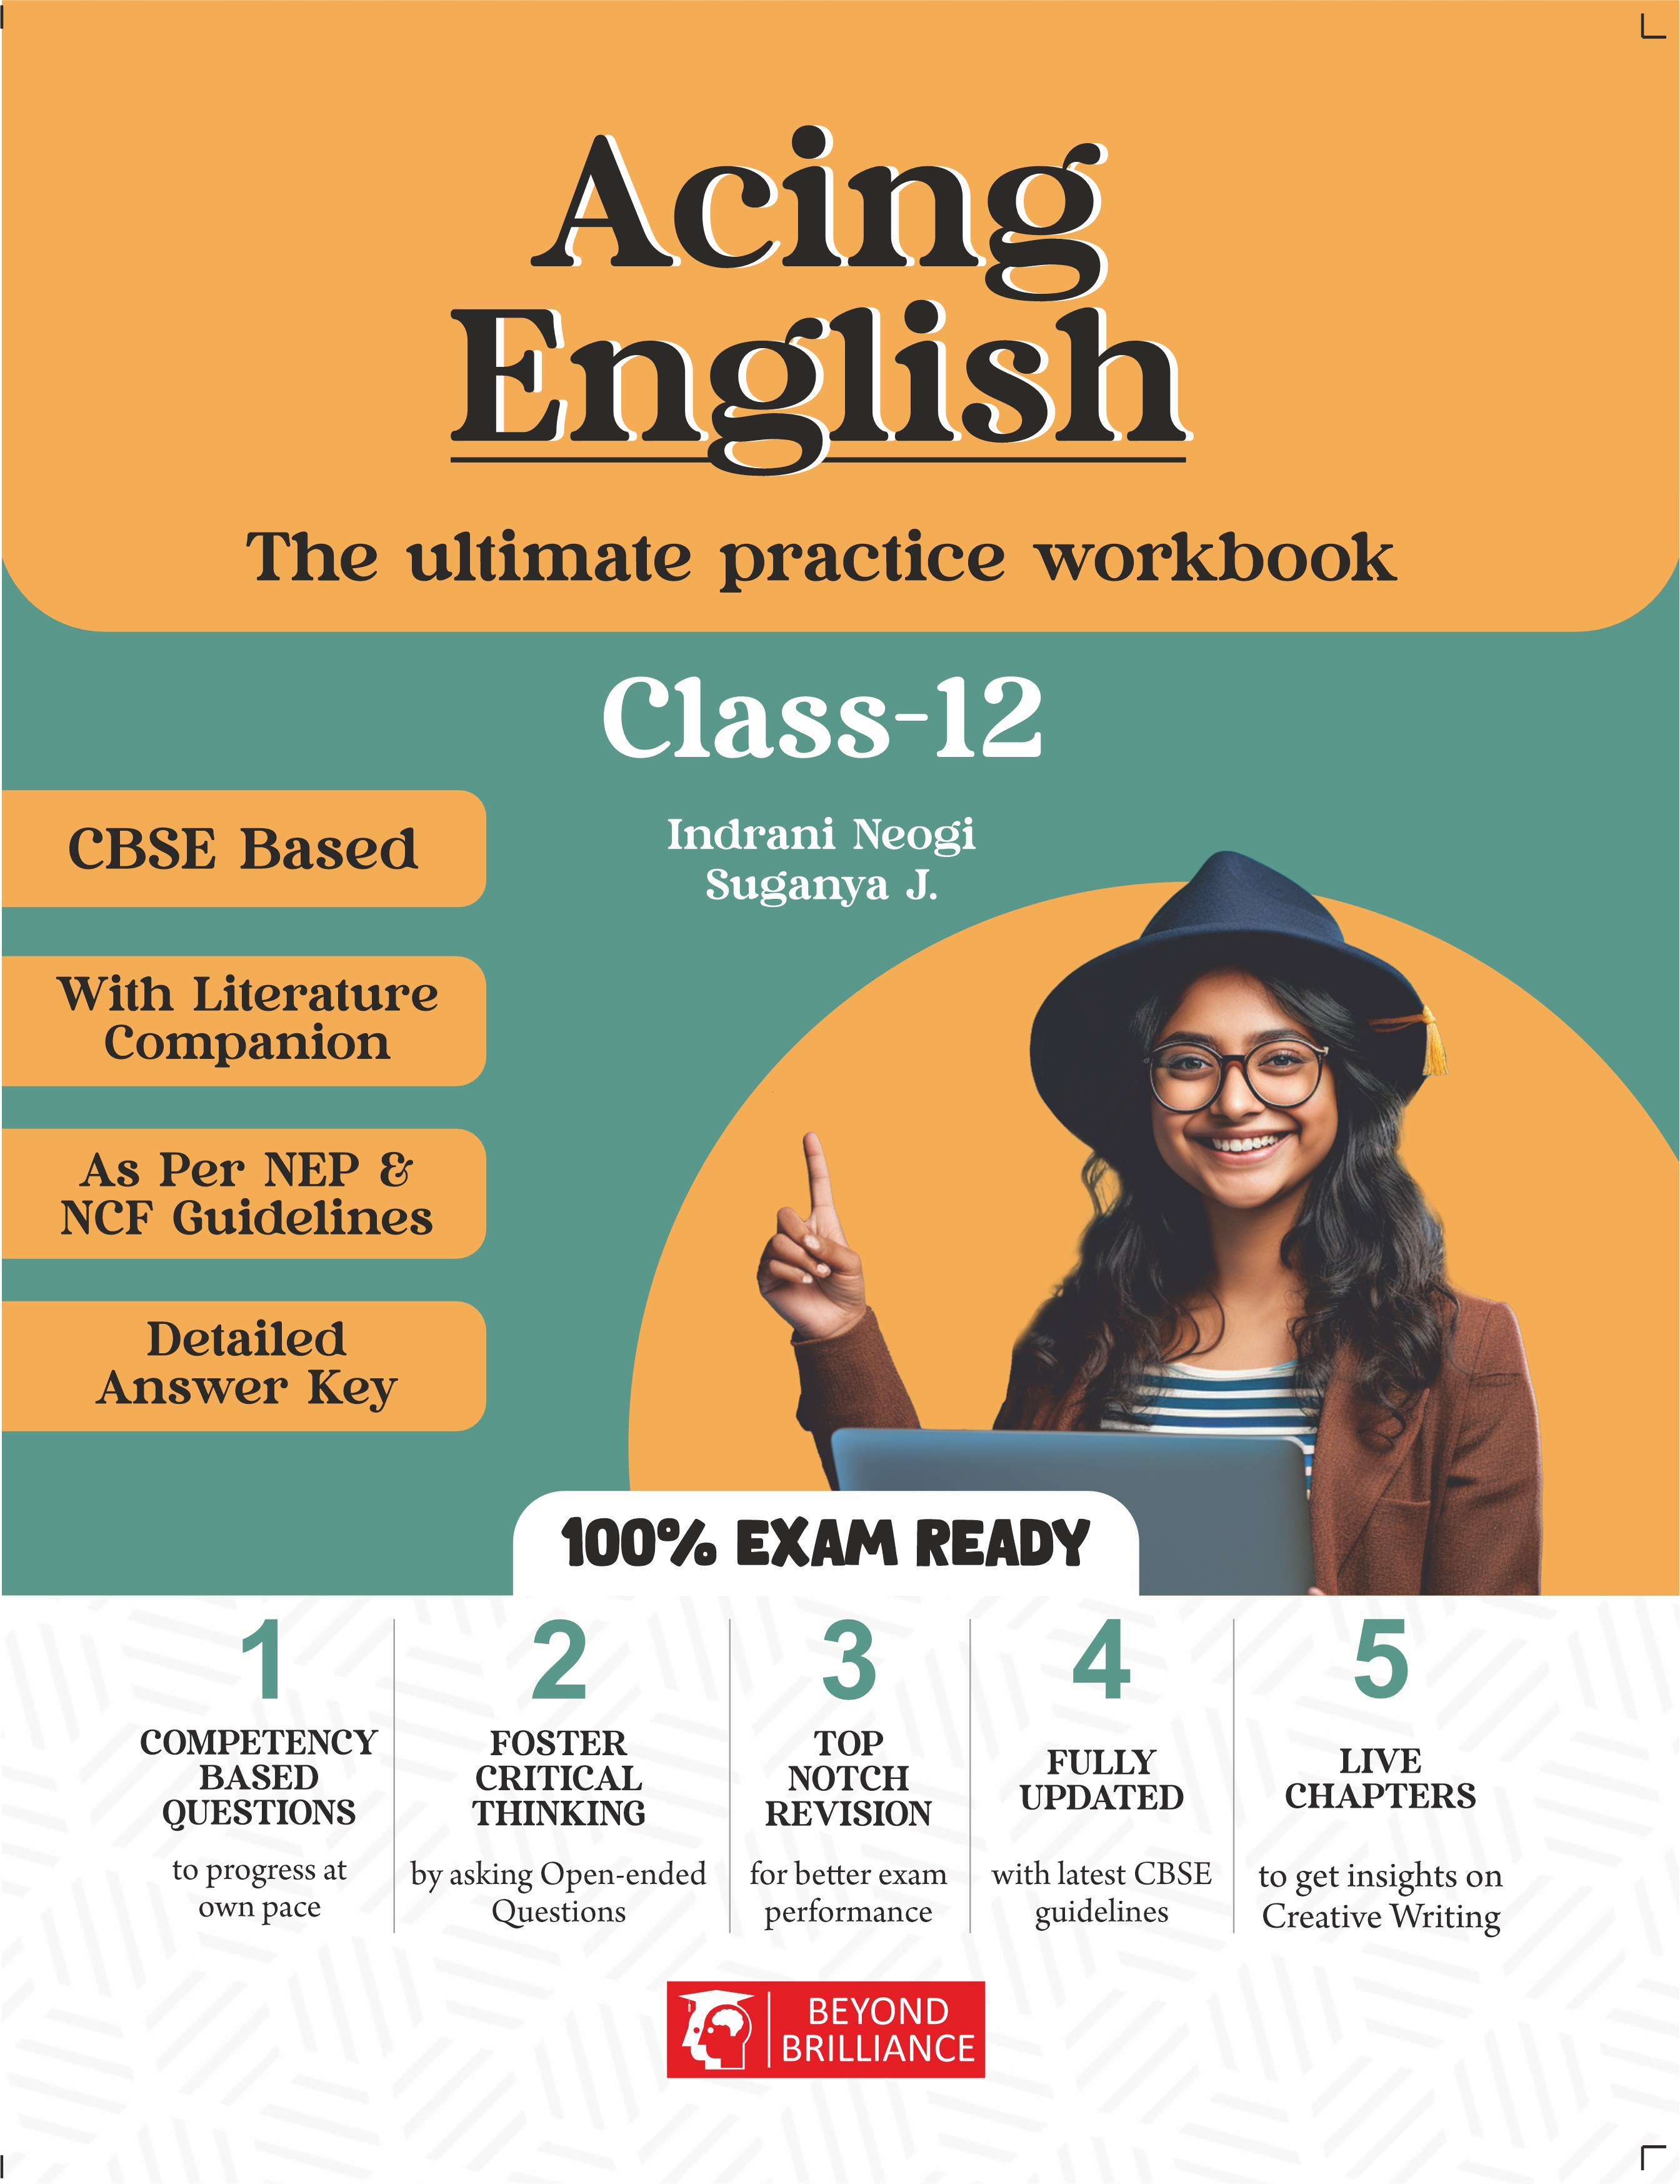 Acing
English
The ultimate practice workbook
Class-12
Indrani Neogi
Suganya J.
CBSE Based
With Literature
Companion
As Per NEP &
NCF Guidelines
Detailed
Answer Key
100% EXAM READY
1
COMPETENCY
BASED
QUESTIONS
to progress at
own pace
2
FOSTER
CRITICAL
THINKING
by asking Open-ended
Questions
3
TOP
NOTCH
REVISION
for better exam
performance
4
FULLY
UPDATED
with latest CBSE
guidelines
5
LIVE
CHAPTERS
to get insights on
Creative Writing
BEYOND
BRILLIANCE